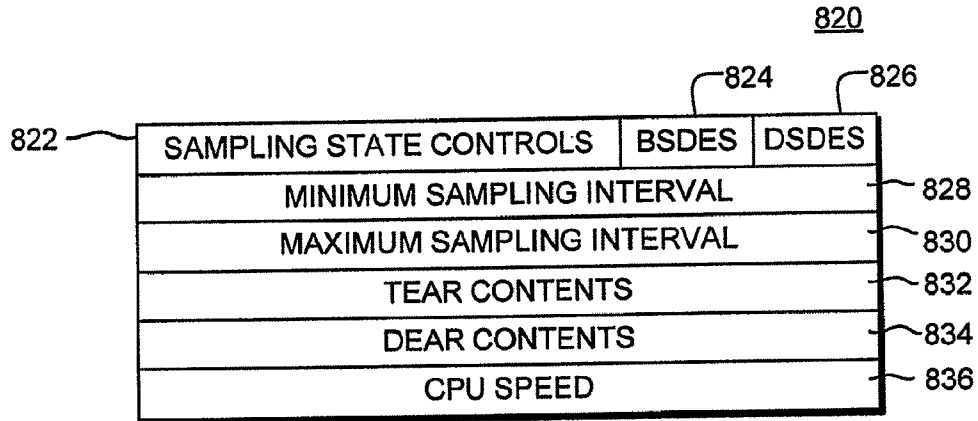 820
824 826
822 SAMPLING STATE CONTROLS BSDES DSDES
MINIMUM SAMPLING INTERVAL 828
MAXIMUM SAMPLING INTERVAL 830
TEAR CONTENTS 832
DEAR CONTENTS 834
CPU SPEED 836